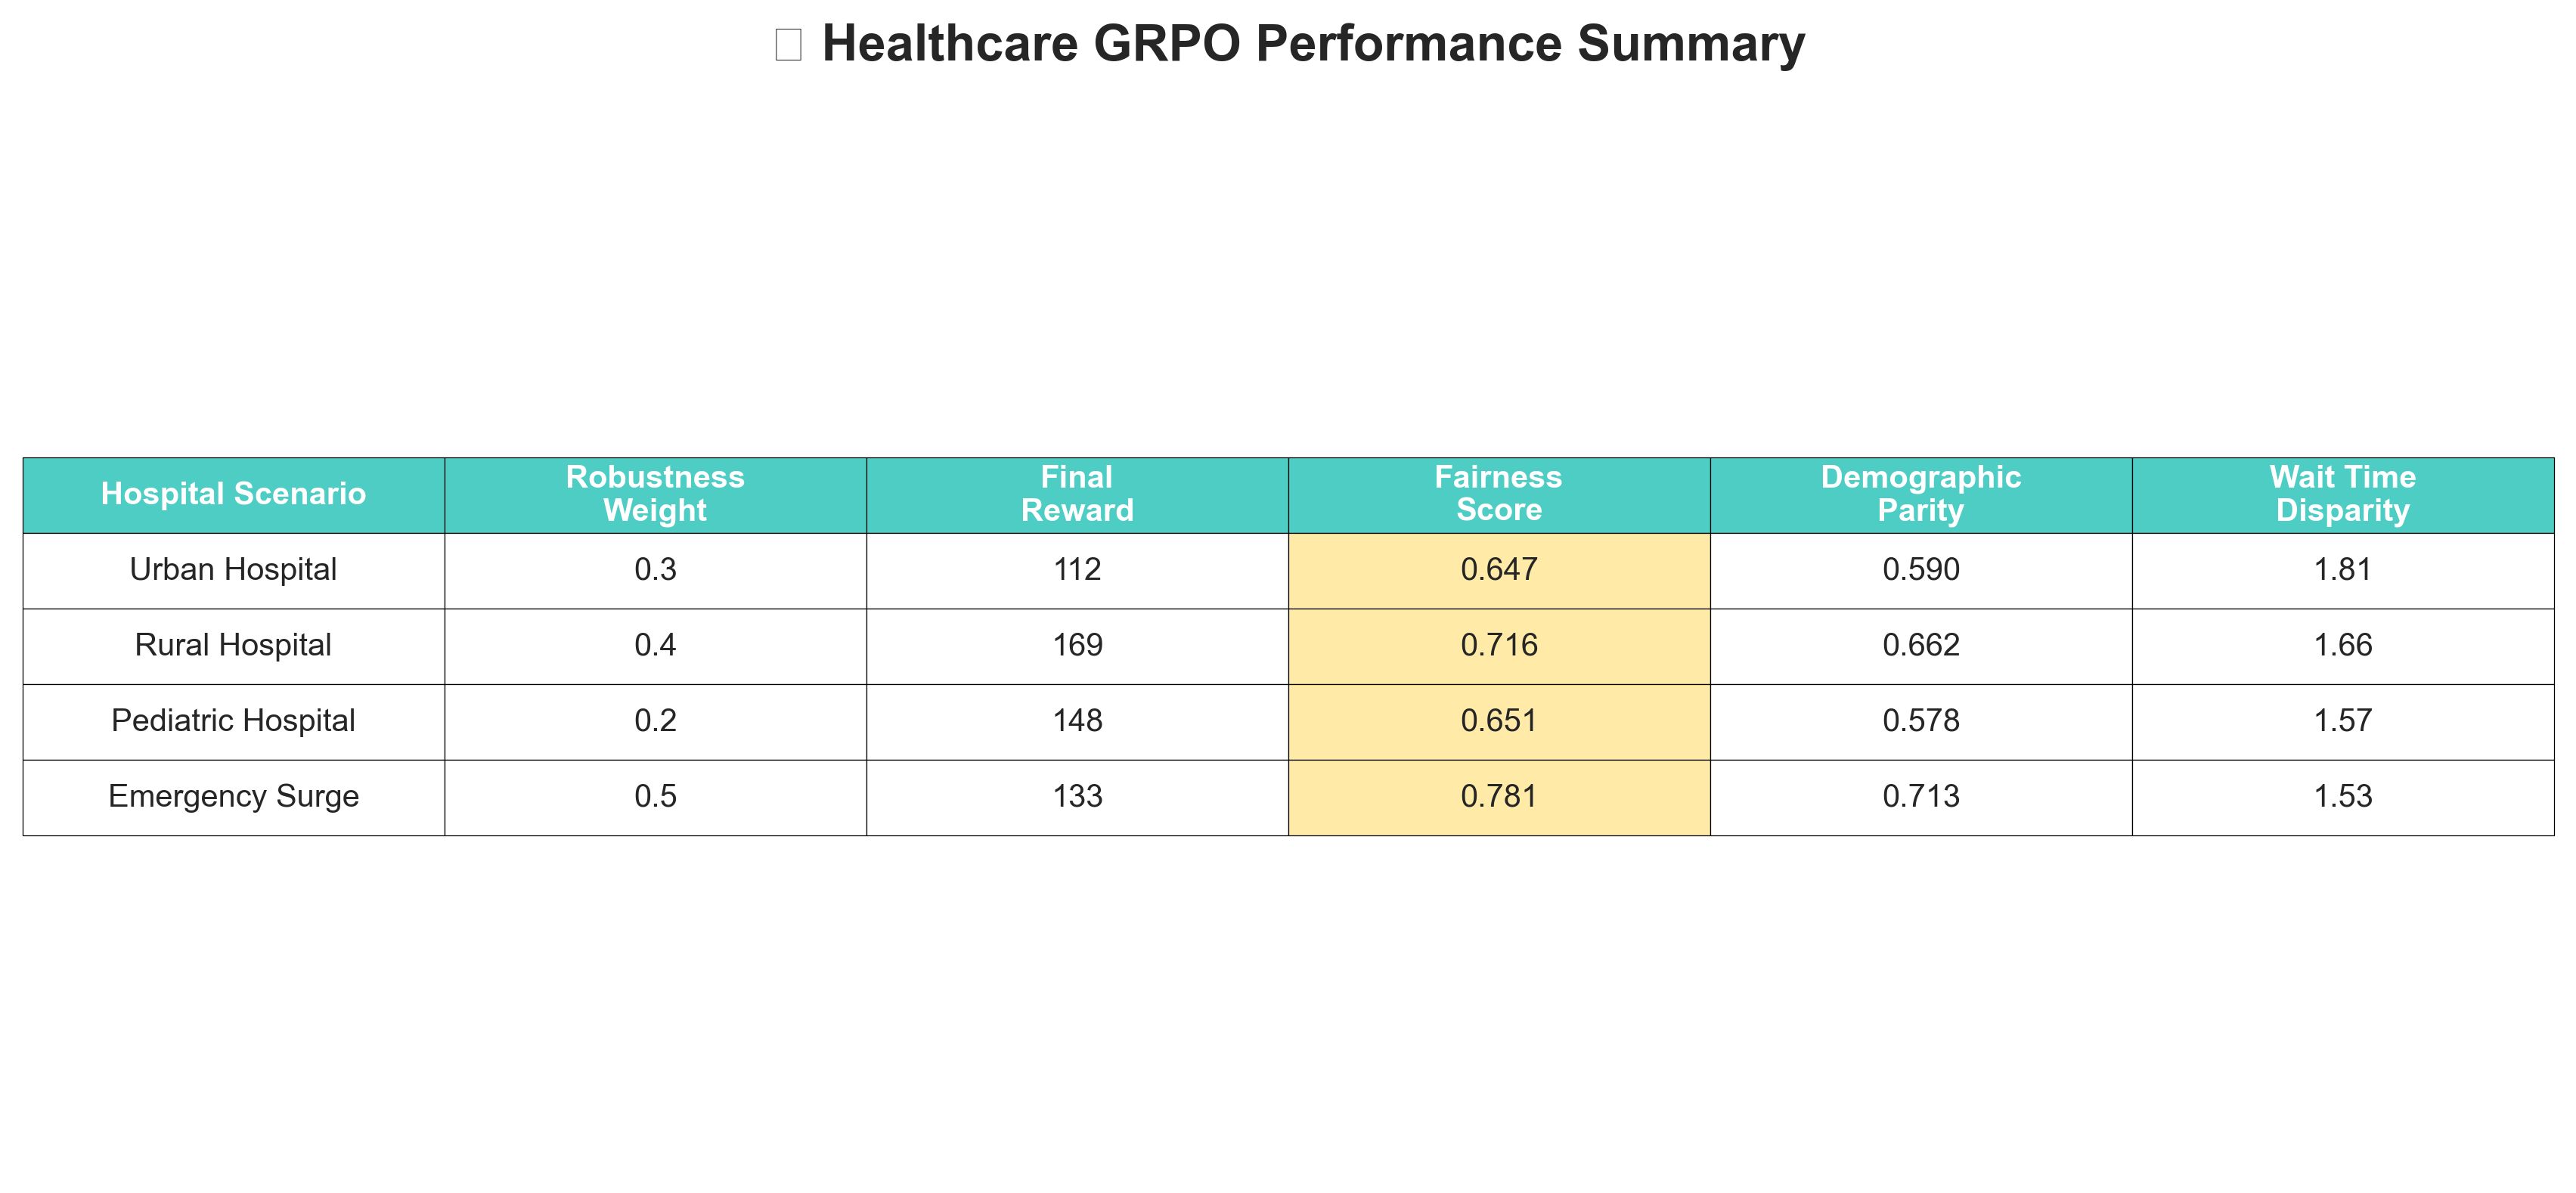 Healthcare GRPO Performance Summary
Hospital Scenario Robustness Weight Final Reward Fairness Score Demographic Parity Wait Time Disparity
Urban Hospital 0.3 112 0.647 0.590 1.81
Rural Hospital 0.4 169 0.716 0.662 1.66
Pediatric Hospital 0.2 148 0.651 0.578 1.57
Emergency Surge 0.5 133 0.781 0.713 1.53